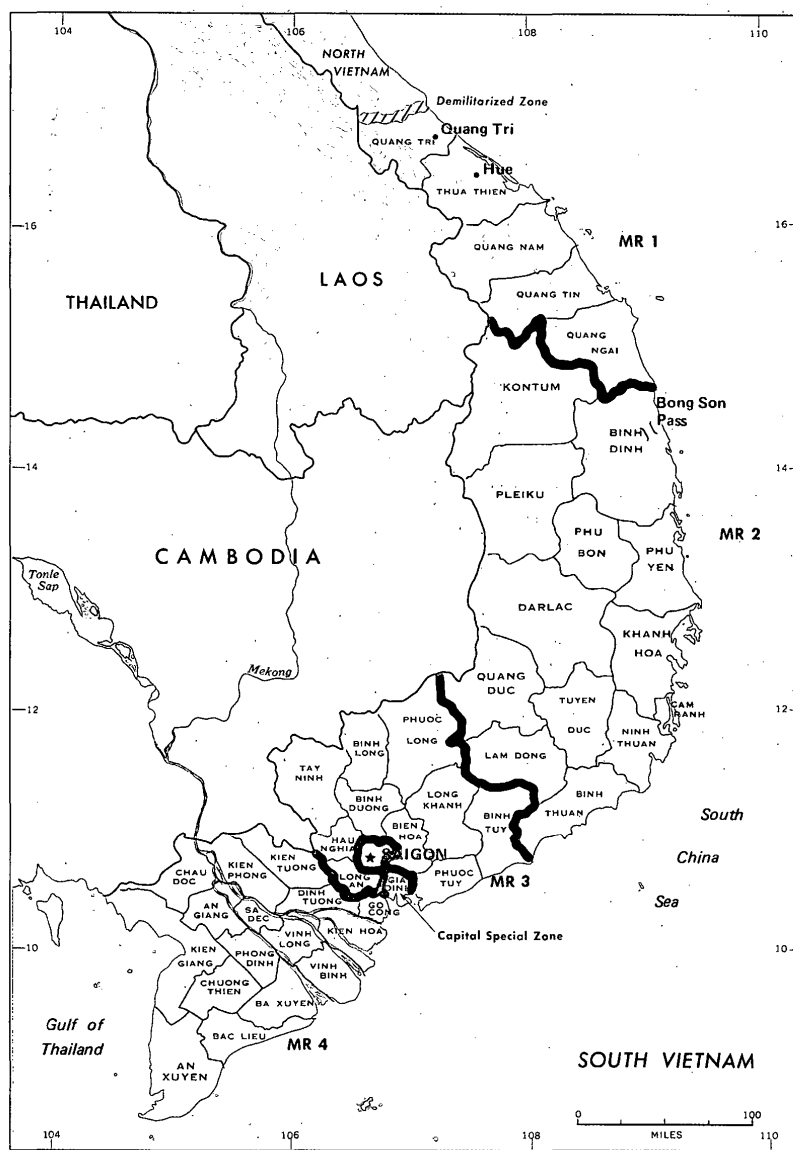 104
106
108
110
NORTH
VIETNAM
Demilitarized Zone
Quang Tri
QUANG TRI
Hue
THUA THIEN
16
16
QUANG NAM
MR 1
LAOS
THAILAND
QUANG TIN
QUANG
NGAI
KONTUM
Bong Son
Pass
BINH
DINH
14
14
PLEIKU
PHU
BON
MR 2
CAMBODIA
PHU
YEN
Tonle
Sap
DARLAC
KHANH
HOA
Mekong
QUANG
DUC
TUYEN
DUC
CAM
RANH
12
12
PHUOC
LONG
NINH
THUAN
BINH
LONG
LAM DONG
TAY
NINH
BINH
DUONG
LONG
KHANH
BINH
TUY
BINH
THUAN
South
China
Sea
BIEN
HOA
HAU
NGHIA
SAIGON
KIEN
TUONG
KIEN
PHONG
CHAU
DOC
LONG
AN
GIA
DINH
PHUOC
TUY
MR 3
DINH
TUONG
GO
CONG
AN
GIANG
SA
DEC
Capital Special Zone
VINH
LONG
KIEN HOA
10
10
KIEN
GIANG
PHONG
DINH
VINH
BINH
CHUONG
THIEN
BA XUYEN
Gulf of
Thailand
BAC LIEU
MR 4
AN
XUYEN
SOUTH VIETNAM
0
100
MILES
104
106
108
110